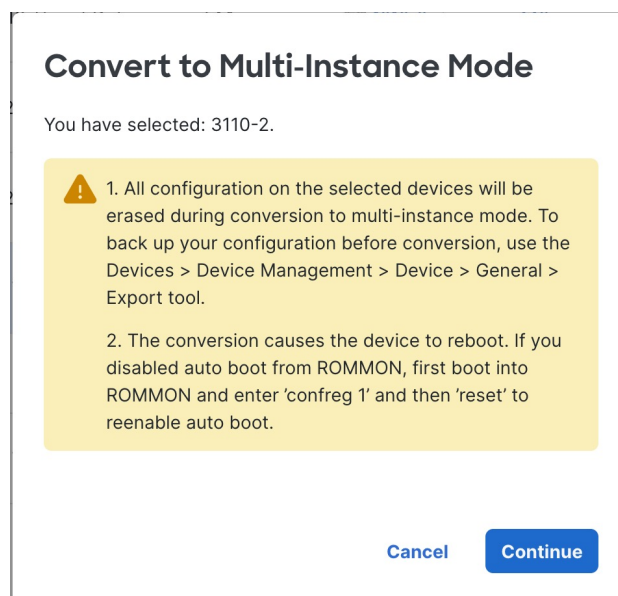 Convert to Multi-Instance Mode
You have selected: 3110-2.
1. All configuration on the selected devices will be
erased during conversion to multi-instance mode. To
back up your configuration before conversion, use the
Devices > Device Management > Device > General >
Export tool.
2. The conversion causes the device to reboot. If you
disabled auto boot from ROMMON, first boot into
ROMMON and enter ’confreg 1’ and then ’reset’ to
reenable auto boot.
Cancel Continue